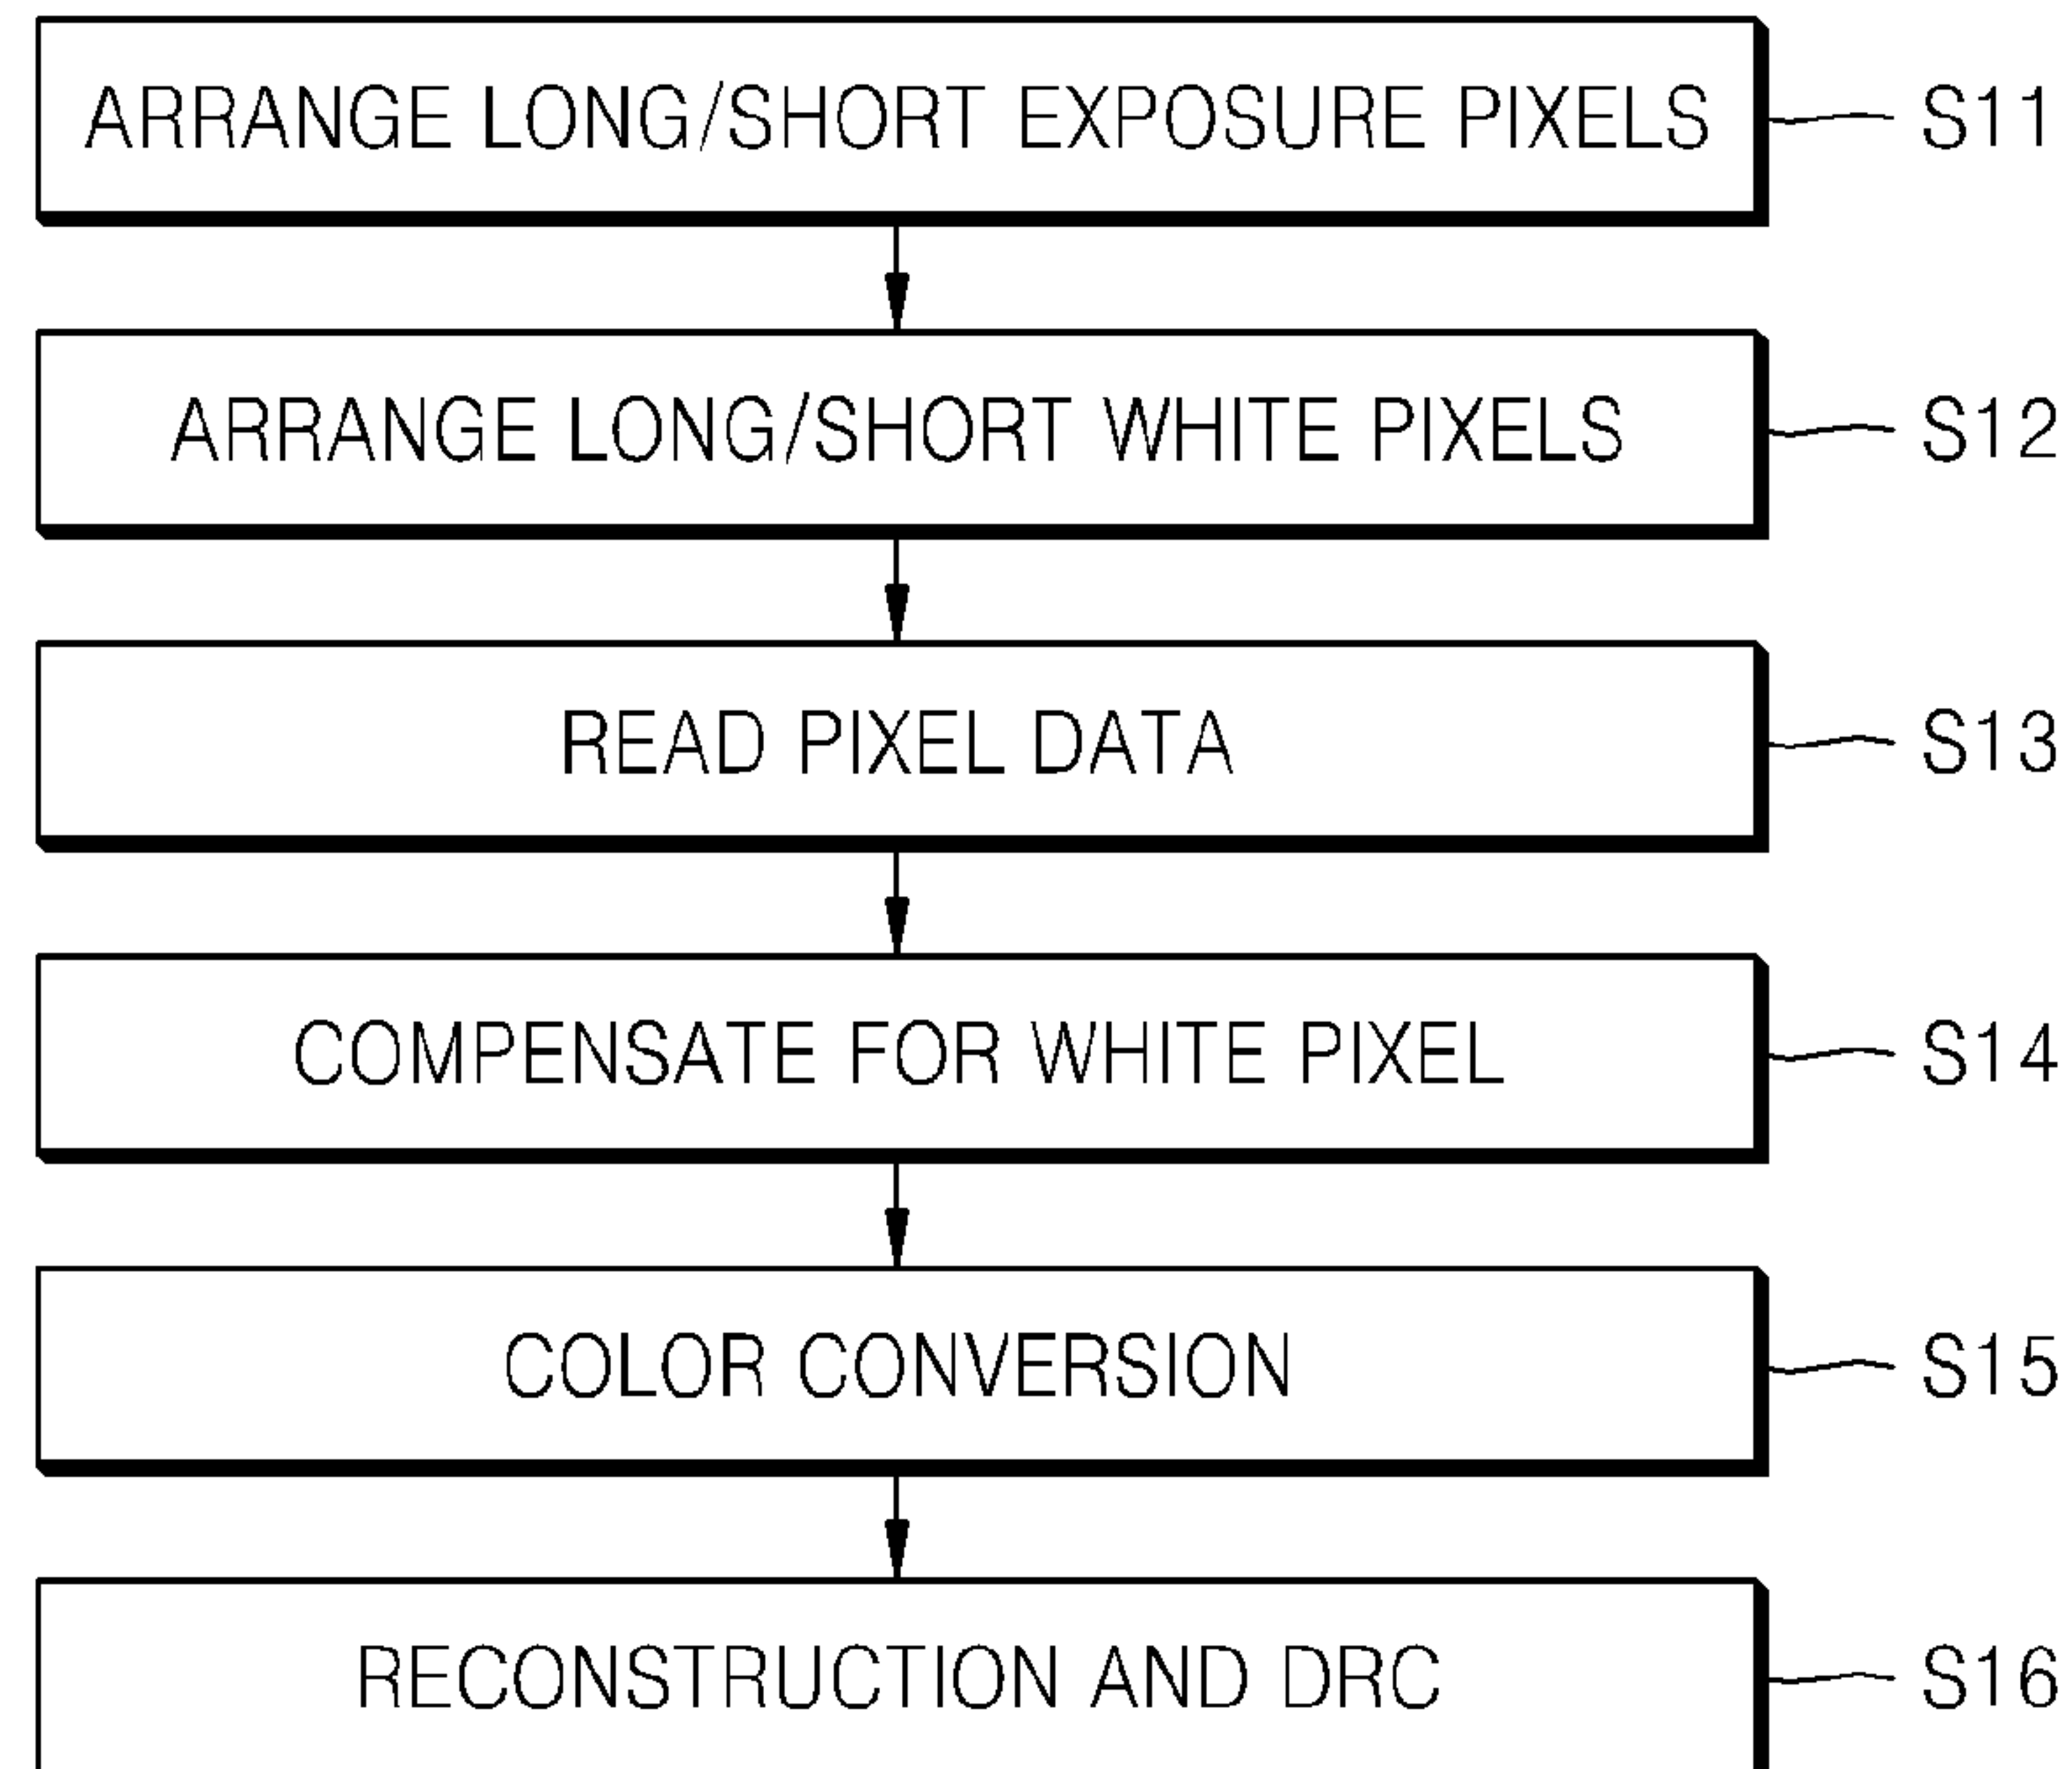 ARRANGE LONG/SHORT EXPOSURE PIXELS S11
ARRANGE LONG/SHORT WHITE PIXELS S12
READ PIXEL DATA S13
COMPENSATE FOR WHITE PIXEL S14
COLOR CONVERSION S15
RECONSTRUCTION AND DRC S16